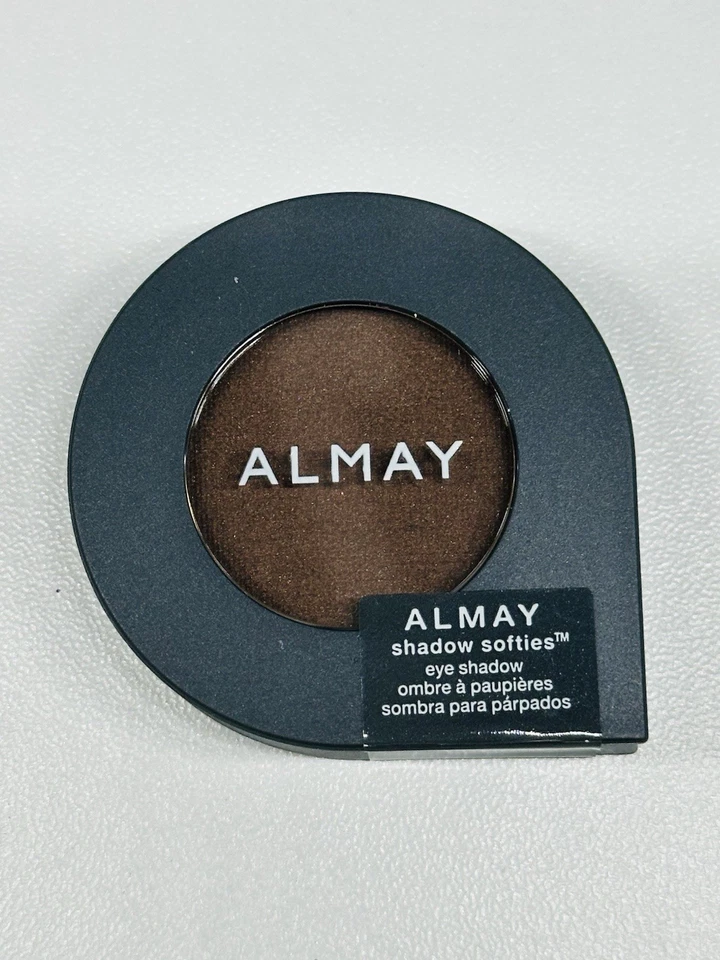 ALMAY
ALMAY
shadow softies™
eye shadow
ombre à paupières
sombra para párpados